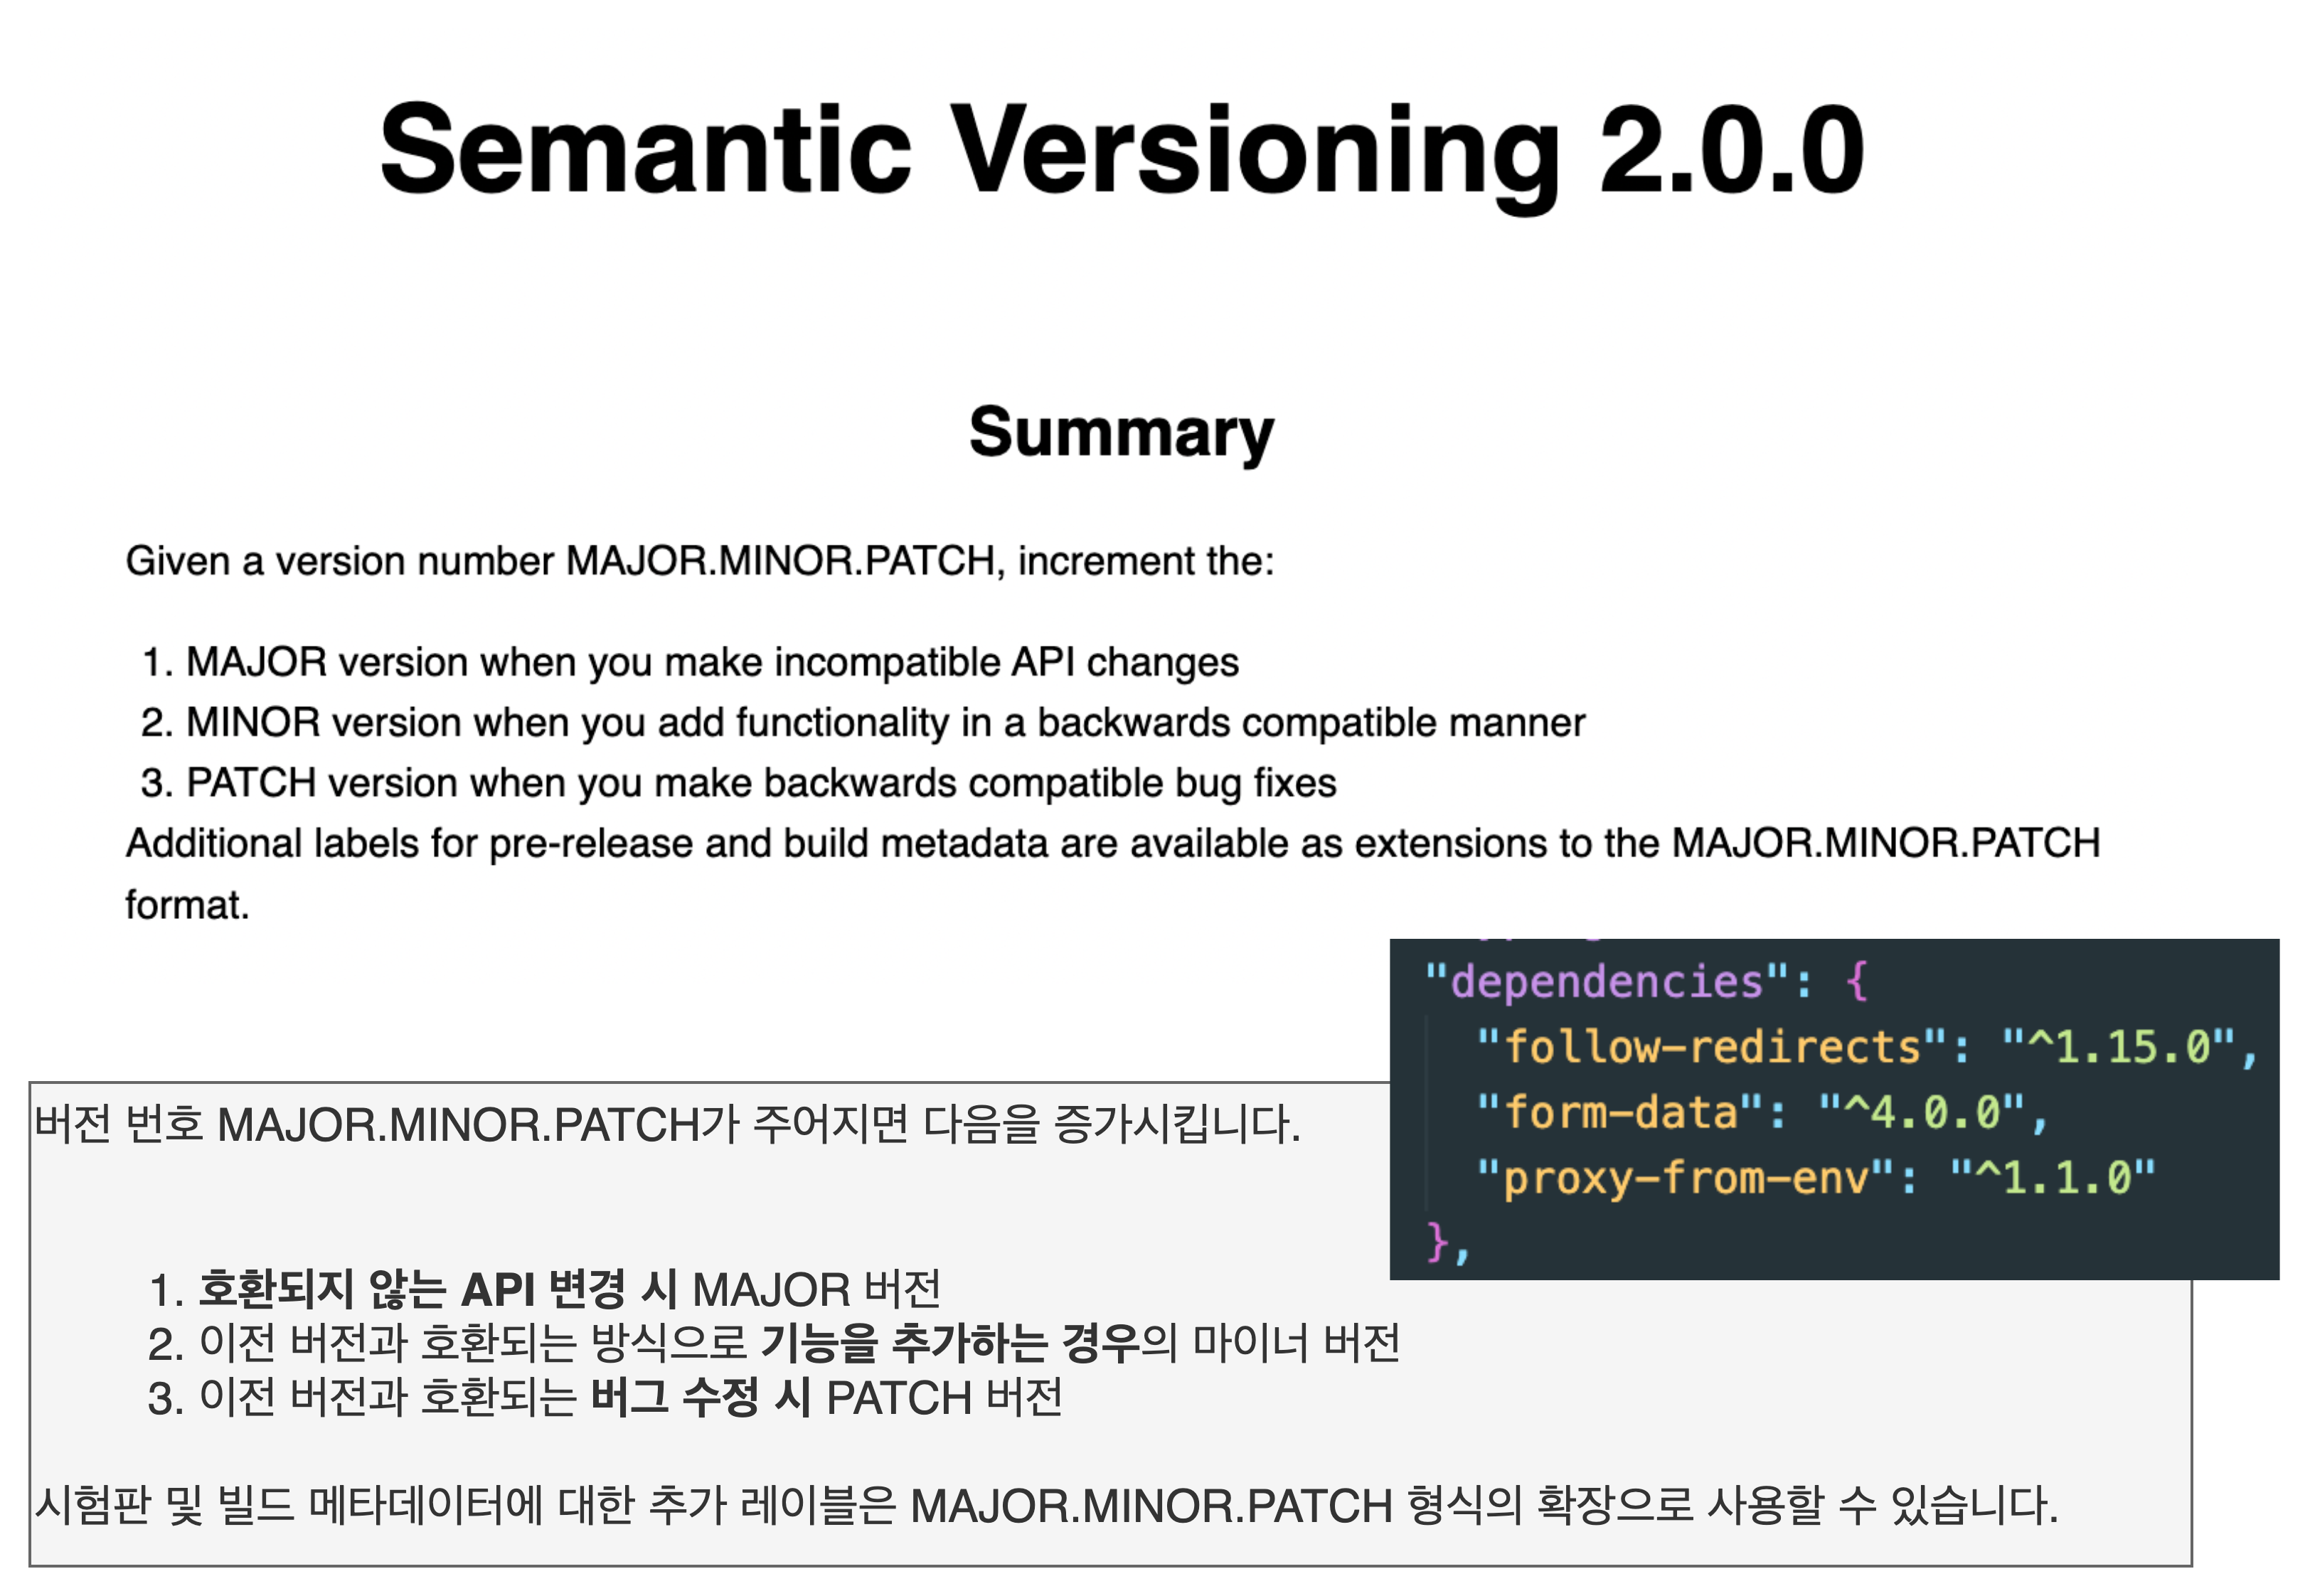 Semantic Versioning 2.0.0
Summary
Given a version number MAJOR.MINOR.PATCH, increment the:
1. MAJOR version when you make incompatible API changes
2. MINOR version when you add functionality in a backwards compatible manner
3. PATCH version when you make backwards compatible bug fixes
Additional labels for pre-release and build metadata are available as extensions to the MAJOR.MINOR.PATCH
format.
"dependencies": {
"follow-redirects": "^1.15.0",
"form-data": "^4.0.0",
"proxy-from-env": "^1.1.0"
},
버전 번호 MAJOR.MINOR.PATCH가 주어지면 다음을 증가시킵니다.
1. 호환되지 않는 API 변경 시 MAJOR 버전
2. 이전 버전과 호환되는 방식으로 기능을 추가하는 경우의 마이너 버전
3. 이전 버전과 호환되는 버그 수정 시 PATCH 버전
시험판 및 빌드 메타데이터에 대한 추가 레이블은 MAJOR.MINOR.PATCH 형식의 확장으로 사용할 수 있습니다.